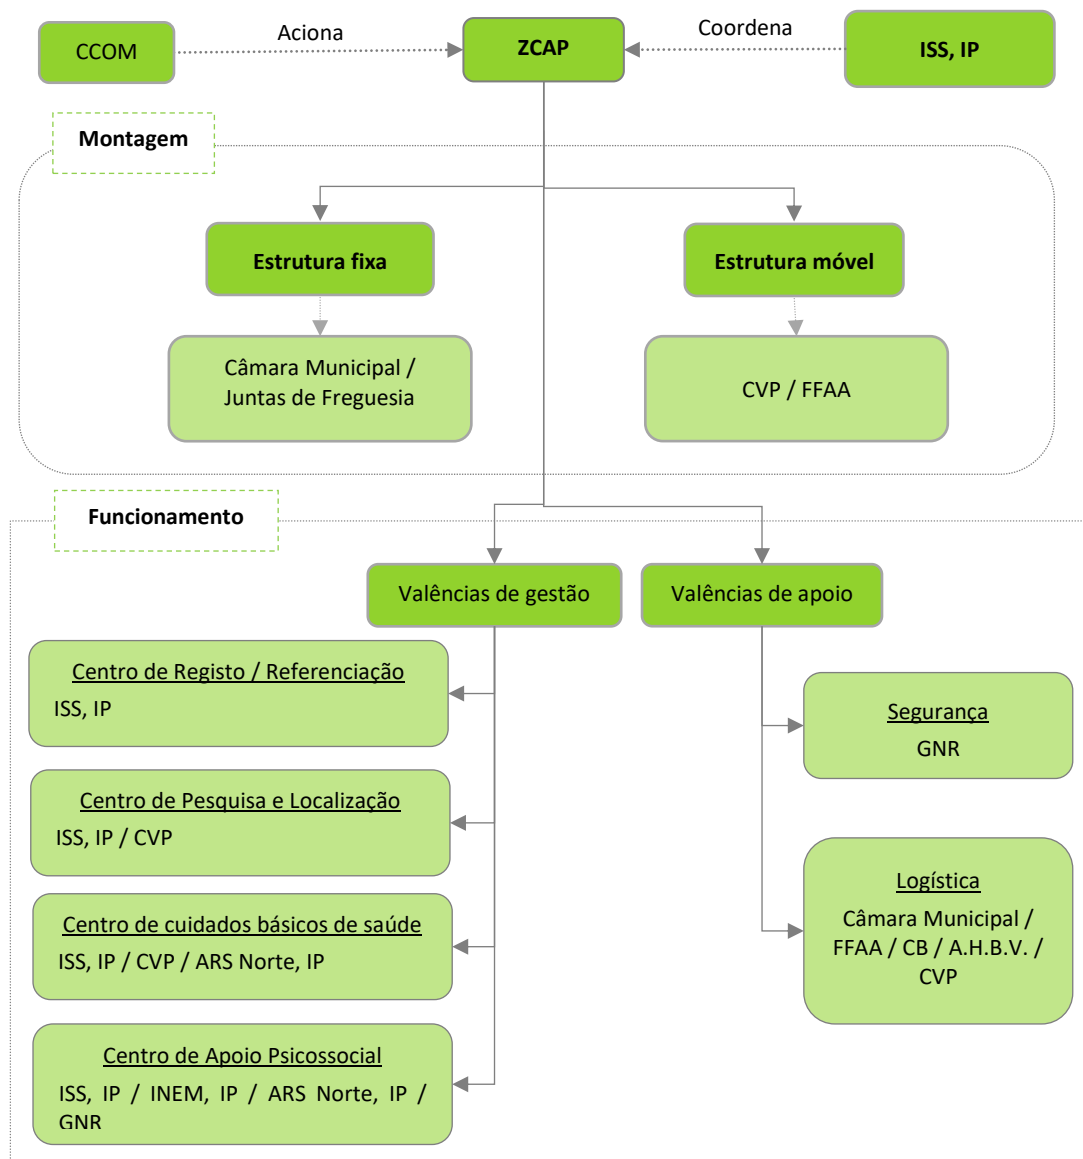 CCOM
Aciona
ZCAP
Coordena
ISS, IP
Montagem
Estrutura fixa
Estrutura móvel
Câmara Municipal /
Juntas de Freguesia
CVP / FFAA
Funcionamento
Valências de gestão
Valências de apoio
Centro de Registo / Referenciação
ISS, IP
Centro de Pesquisa e Localização
ISS, IP / CVP
Centro de cuidados básicos de saúde
ISS, IP / CVP / ARS Norte, IP
Centro de Apoio Psicossocial
ISS, IP / INEM, IP / ARS Norte, IP /
GNR
Segurança
GNR
Logística
Câmara Municipal /
FFAA / CB / A.H.B.V. /
CVP